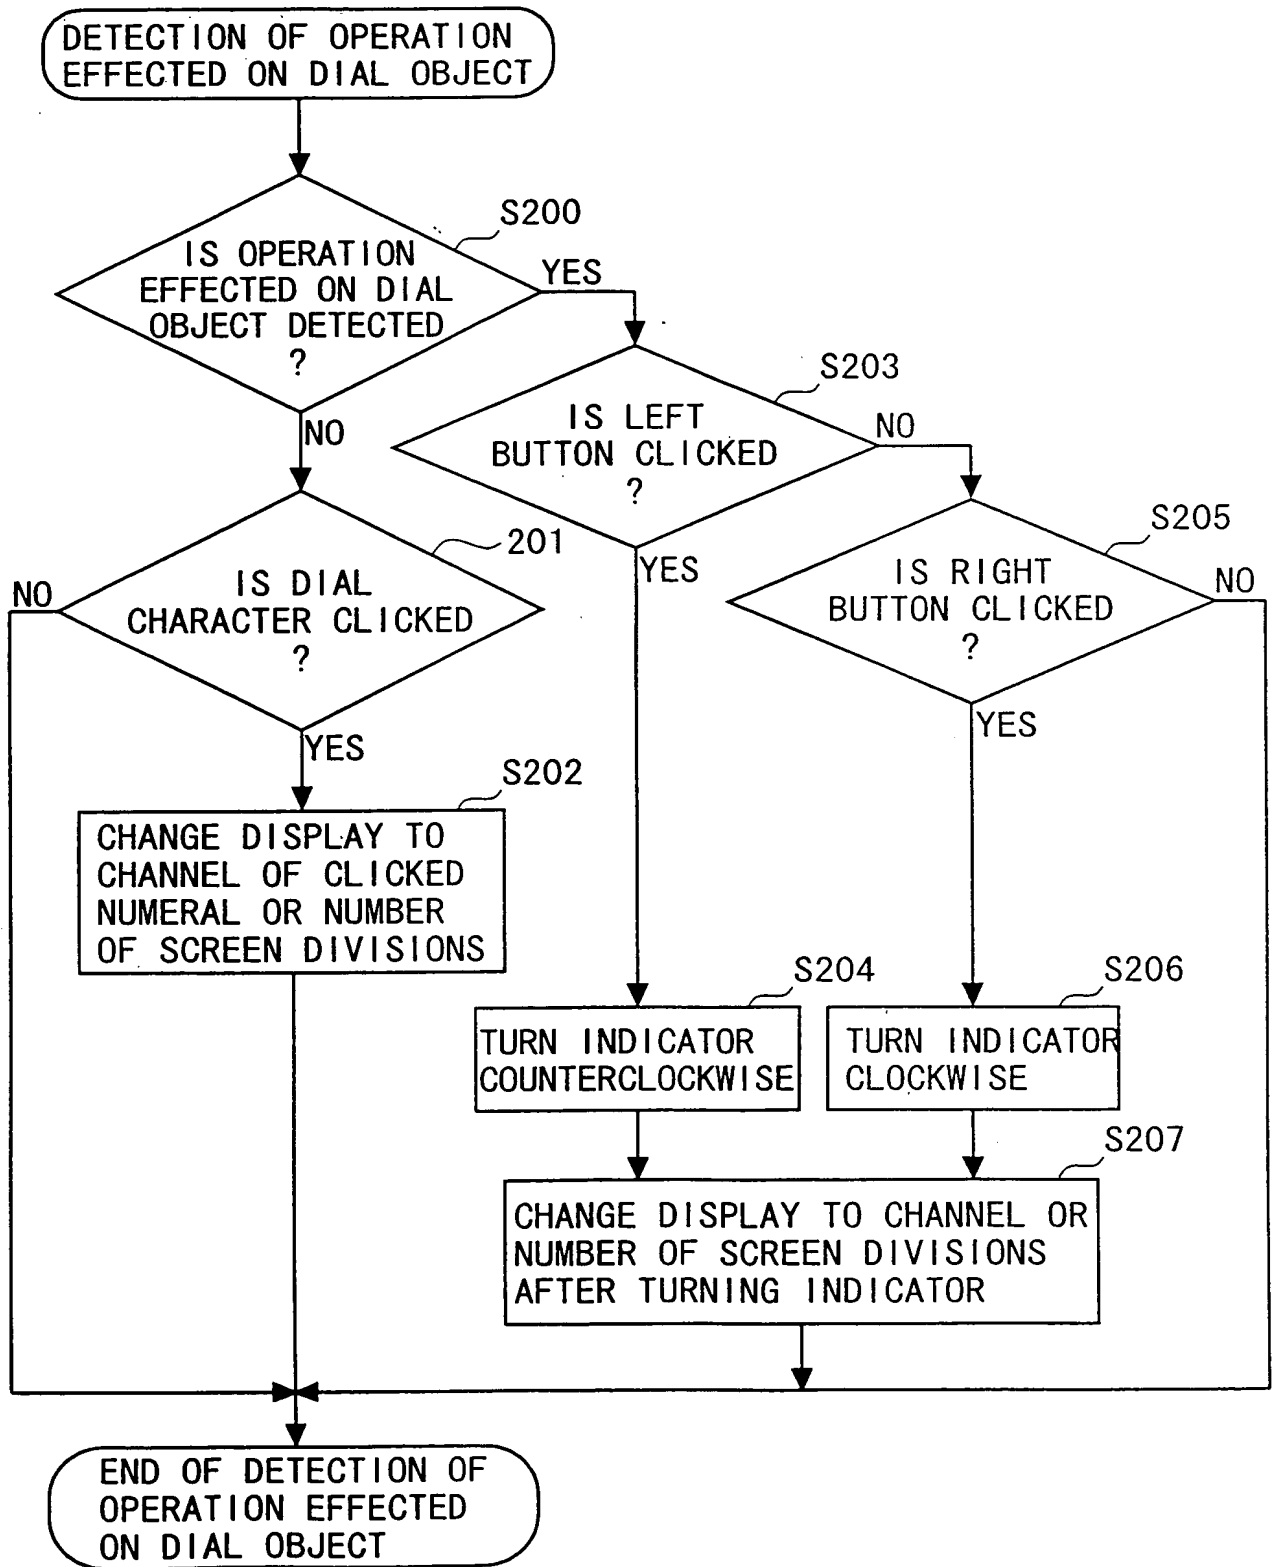 DETECTION OF OPERATION
EFFECTED ON DIAL OBJECT
S200
IS OPERATION
EFFECTED ON DIAL
OBJECT DETECTED
?
YES
NO
S203
IS LEFT
BUTTON CLICKED
?
NO
YES
S205
IS RIGHT
BUTTON CLICKED
?
NO
YES
201
IS DIAL
CHARACTER CLICKED
?
NO
YES
S202
CHANGE DISPLAY TO
CHANNEL OF CLICKED
NUMERAL OR NUMBER
OF SCREEN DIVISIONS
S204
TURN INDICATOR
COUNTERCLOCKWISE
S206
TURN INDICATOR
CLOCKWISE
S207
CHANGE DISPLAY TO CHANNEL OR
NUMBER OF SCREEN DIVISIONS
AFTER TURNING INDICATOR
END OF DETECTION OF
OPERATION EFFECTED
ON DIAL OBJECT